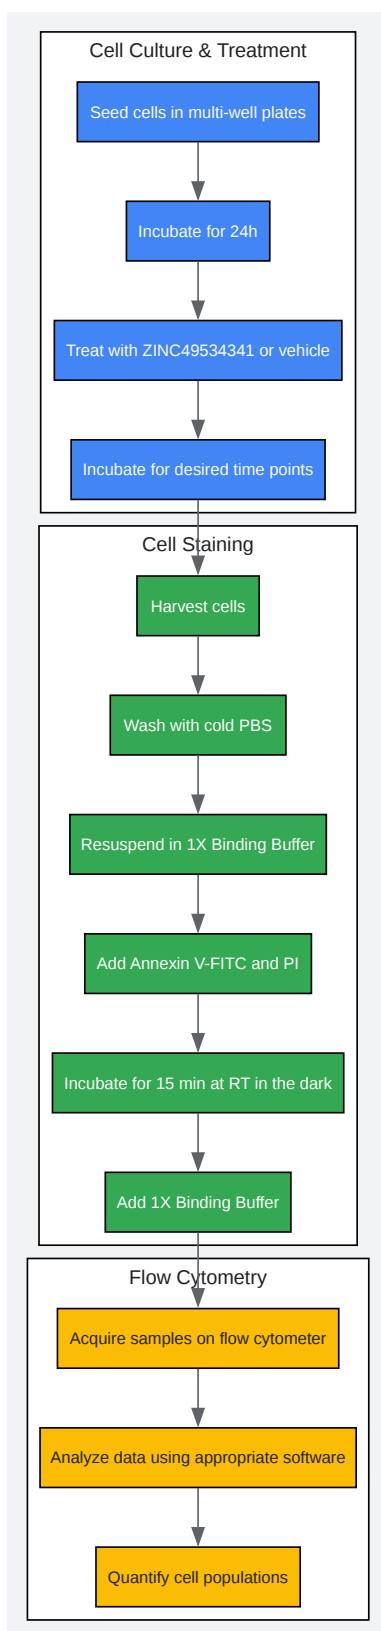 Cell Culture & Treatment
Seed cells in multi-well plates
Incubate for 24h
Treat with ZINC49534341 or vehicle
Incubate for desired time points
Cell Staining
Harvest cells
Wash with cold PBS
Resuspend in 1X Binding Buffer
Add Annexin V-FITC and PI
Incubate for 15 min at RT in the dark
Add 1X Binding Buffer
Flow Cytometry
Acquire samples on flow cytometer
Analyze data using appropriate software
Quantify cell populations